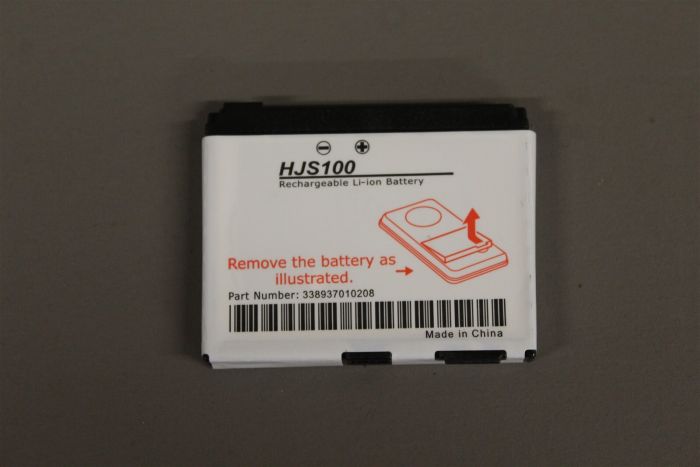 ⊖ ⊕
HJS100
Rechargeable Li-ion Battery
Remove the battery as
illustrated.
Part Number: 338937010208
Made in China